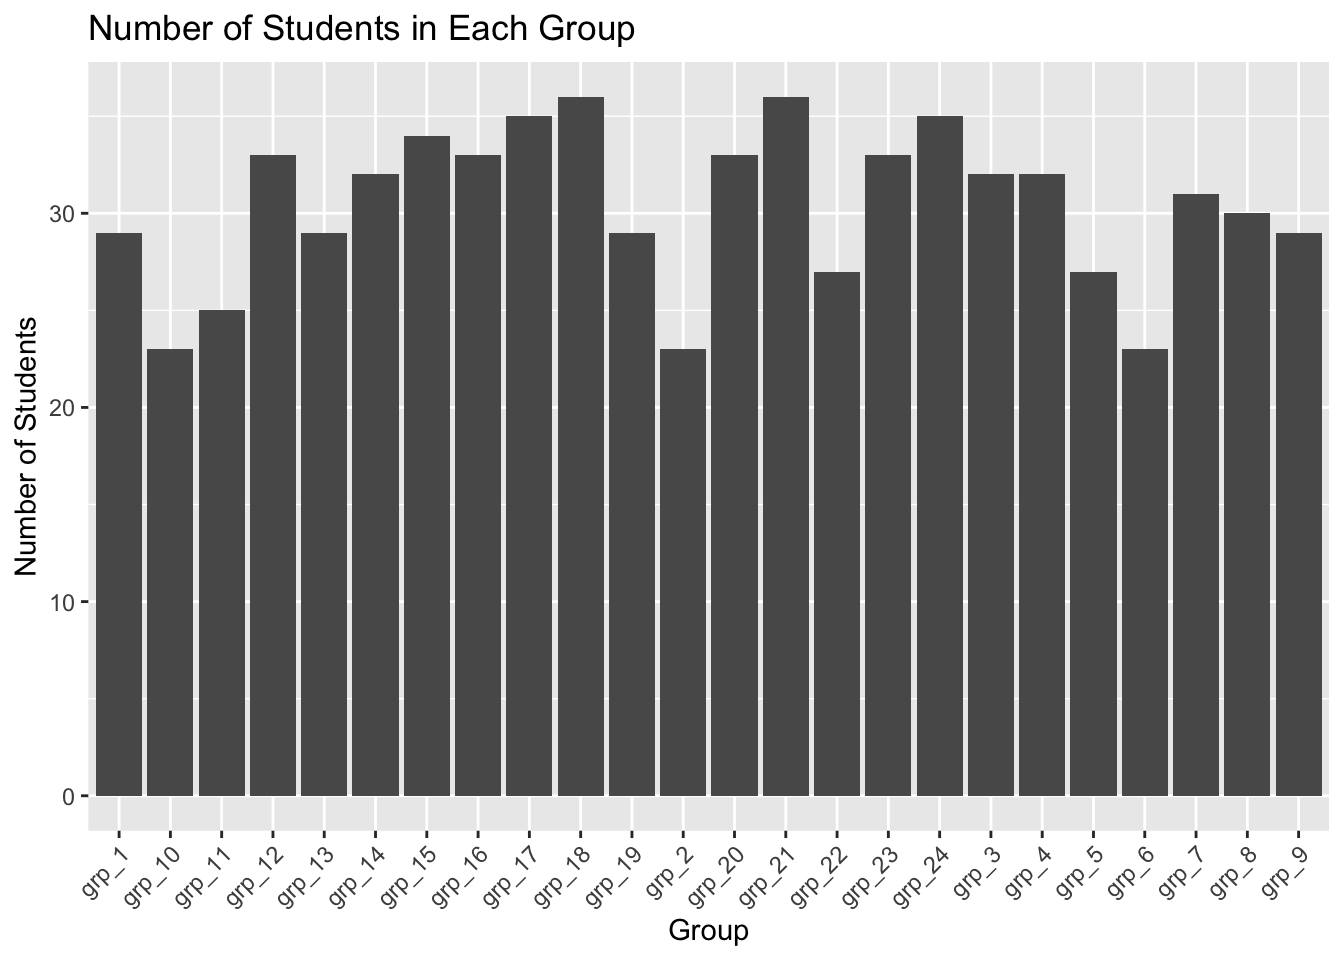 Number of Students in Each Group
Number of Students
30
20
10
0
grp_1 grp_10 grp_11 grp_12 grp_13 grp_14 grp_15 grp_16 grp_17 grp_18 grp_19 grp_2 grp_20 grp_21 grp_22 grp_23 grp_24 grp_3 grp_4 grp_5 grp_6 grp_7 grp_8 grp_9
Group